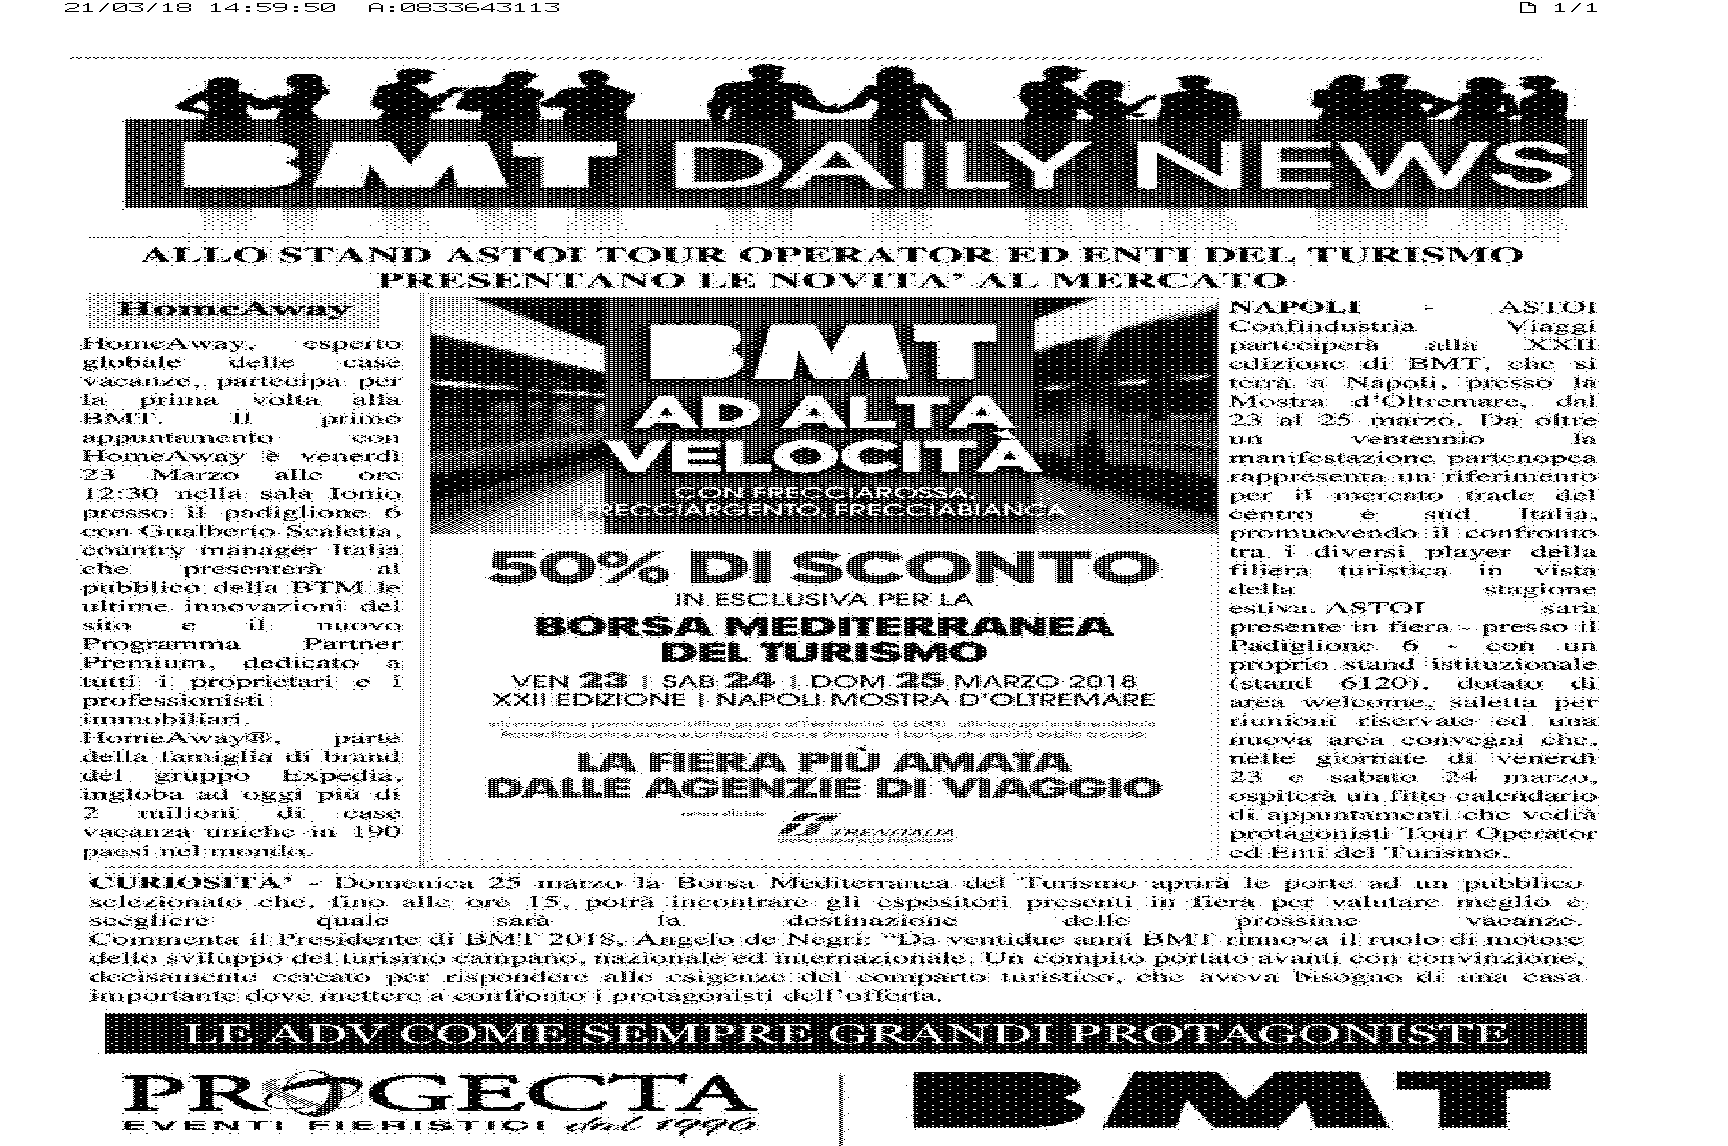 21/03/18 14:59:50 A:0833643113 1/1
BMT DAILY NEWS
ALLO STAND ASTOI TOUR OPERATOR ED ENTI DEL TURISMO
PRESENTANO LE NOVITA' AL MERCATO
HomeAway
HomeAway, esperto
globale delle case
vacanze, partecipa per
la prima volta alla
BMT. Il primo
appuntamento con
HomeAway è venerdì
23 Marzo alle ore
12:30 nella sala Ionio
presso il padiglione 6
con Gualberto Scaletta,
country manager Italia
che presenterà al
pubblico della BTM le
ultime innovazioni del
sito e il nuovo
Programma Partner
Premium, dedicato a
tutti i proprietari e i
professionisti
immobiliari.
HomeAway®, parte
della famiglia di brand
del gruppo Expedia,
ingloba ad oggi più di
2 milioni di case
vacanza uniche in 190
paesi nel mondo.
BMT
AD ALTA
VELOCITÀ
CON FRECCIAROSSA,
FRECCIARGENTO, FRECCIABIANCA
50% DI SCONTO
IN ESCLUSIVA PER LA
BORSA MEDITERRANEA
DEL TURISMO
VEN 23 | SAB 24 | DOM 25 MARZO 2018
XXII EDIZIONE | NAPOLI MOSTRA D'OLTREMARE
LA FIERA PIÙ AMATA
DALLE AGENZIE DI VIAGGIO
TRENITALIA
NAPOLI - ASTOI
Confindustria Viaggi
parteciperà alla XXII
edizione di BMT, che si
terrà a Napoli, presso la
Mostra d'Oltremare, dal
23 al 25 marzo. Da oltre
un ventennio la
manifestazione partenopea
rappresenta un riferimento
per il mercato trade del
centro e sud Italia,
promuovendo il confronto
tra i diversi player della
filiera turistica in vista
della stagione
estiva. ASTOI sarà
presente in fiera - presso il
Padiglione 6 - con un
proprio stand istituzionale
(stand 6120), dotato di
area welcome, saletta per
riunioni riservate ed una
nuova area convegni che,
nelle giornate di venerdì
23 e sabato 24 marzo,
ospiterà un fitto calendario
di appuntamenti che vedrà
protagonisti Tour Operator
ed Enti del Turismo.
CURIOSITA' - Domenica 25 marzo la Borsa Mediterranea del Turismo aprirà le porte ad un pubblico
selezionato che, fino alle ore 15, potrà incontrare gli espositori presenti in fiera per valutare meglio e
scegliere quale sarà la destinazione delle prossime vacanze.
Commenta il Presidente di BMT 2018, Angelo de Negri: "Da ventidue anni BMT rinnova il ruolo di motore
dello sviluppo del turismo campano, nazionale ed internazionale. Un compito portato avanti con convinzione,
decisamente cercato per rispondere alle esigenze del comparto turistico, che aveva bisogno di una casa
importante dove mettere a confronto i protagonisti dell'offerta.
LE ADV COME SEMPRE GRANDI PROTAGONISTE
PROGECTA
EVENTI FIERISTICI dal 1996
BMT